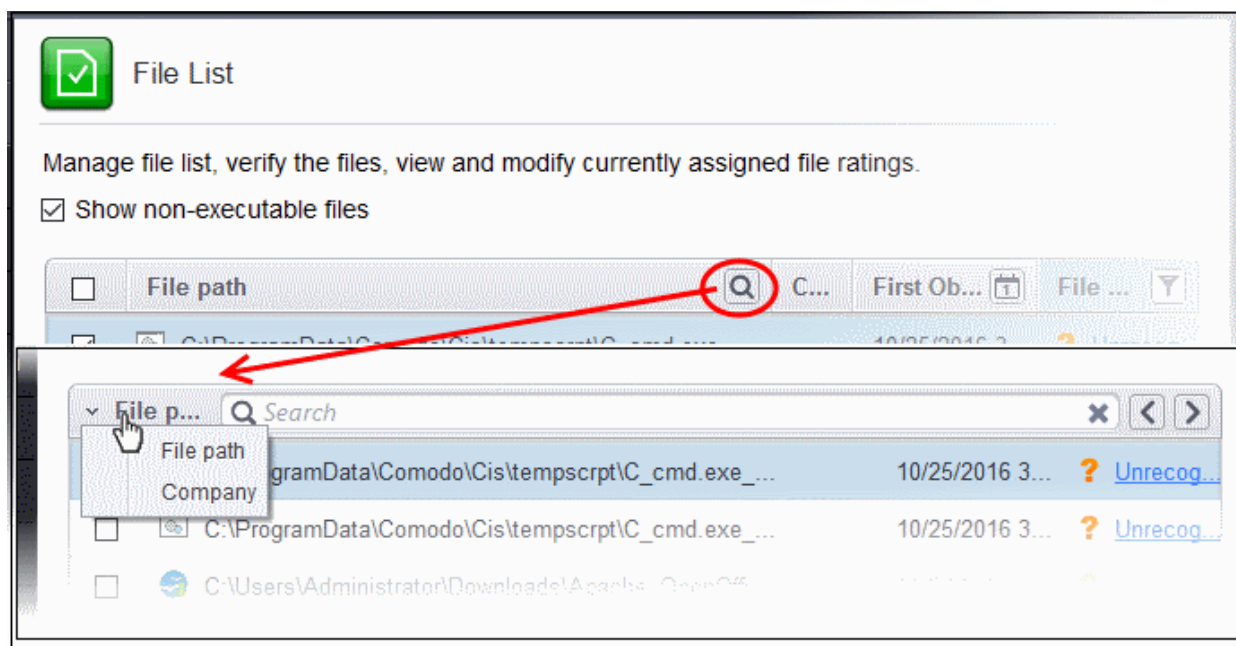 File List
Manage file list, verify the files, view and modify currently assigned file ratings.
Show non-executable files
File path C... First Ob... File ...
File p... Search
File path
Company
gramData\Comodo\Cis\tempscrpt\C_cmd.exe_... 10/25/2016 3... ? Unrecog...
C:\ProgramData\Comodo\Cis\tempscrpt\C_cmd.exe_... 10/25/2016 3... ? Unrecog...
C:\Users\Administrator\Downloads\Apache_OpenOff